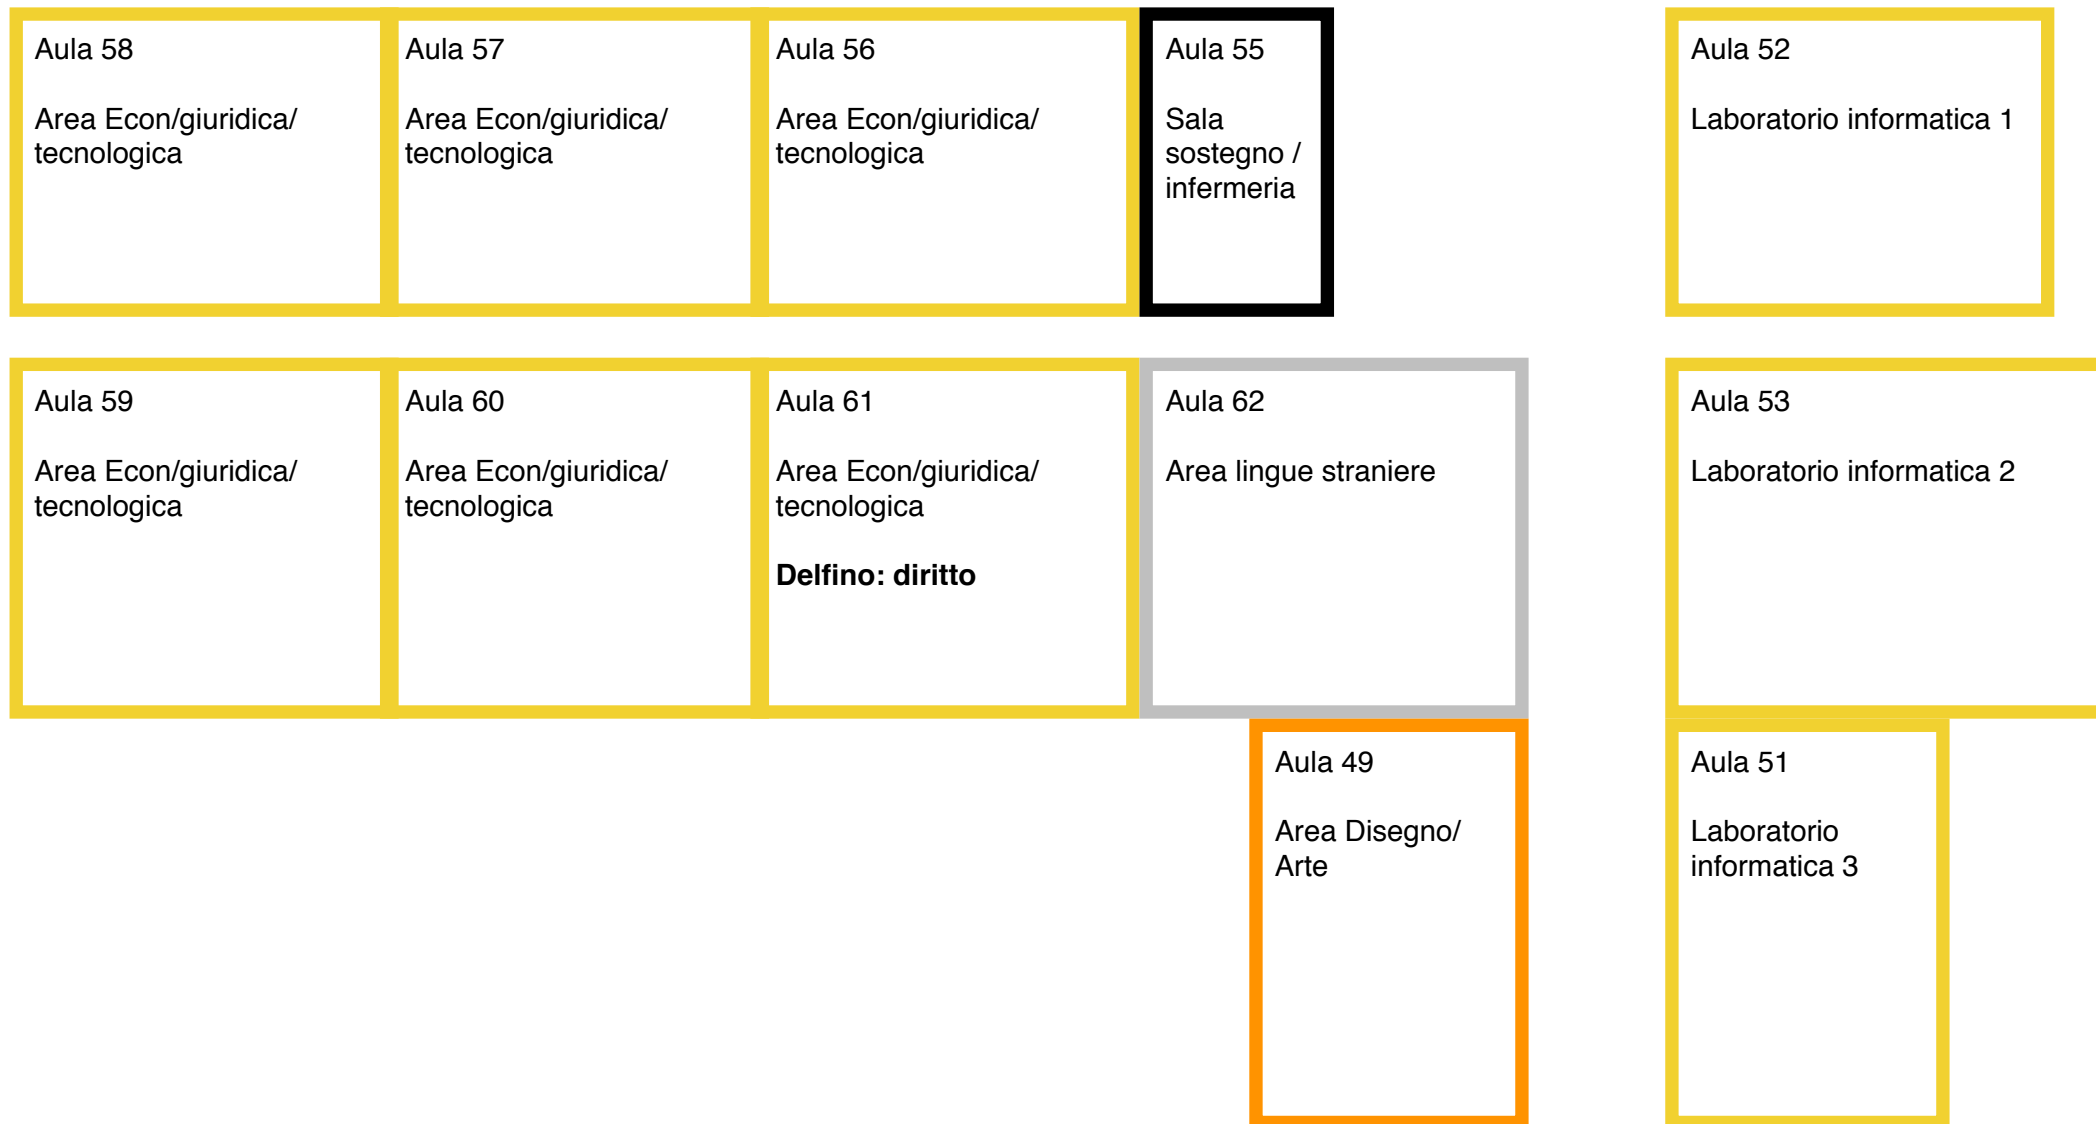 Aula 58
Area Econ/giuridica/
tecnologica
Aula 57
Area Econ/giuridica/
tecnologica
Aula 56
Area Econ/giuridica/
tecnologica
Aula 55
Sala
sostegno /
infermeria
Aula 52
Laboratorio informatica 1
Aula 59
Area Econ/giuridica/
tecnologica
Aula 60
Area Econ/giuridica/
tecnologica
Aula 61
Area Econ/giuridica/
tecnologica
Delfino: diritto
Aula 62
Area lingue straniere
Aula 53
Laboratorio informatica 2
Aula 49
Area Disegno/
Arte
Aula 51
Laboratorio
informatica 3